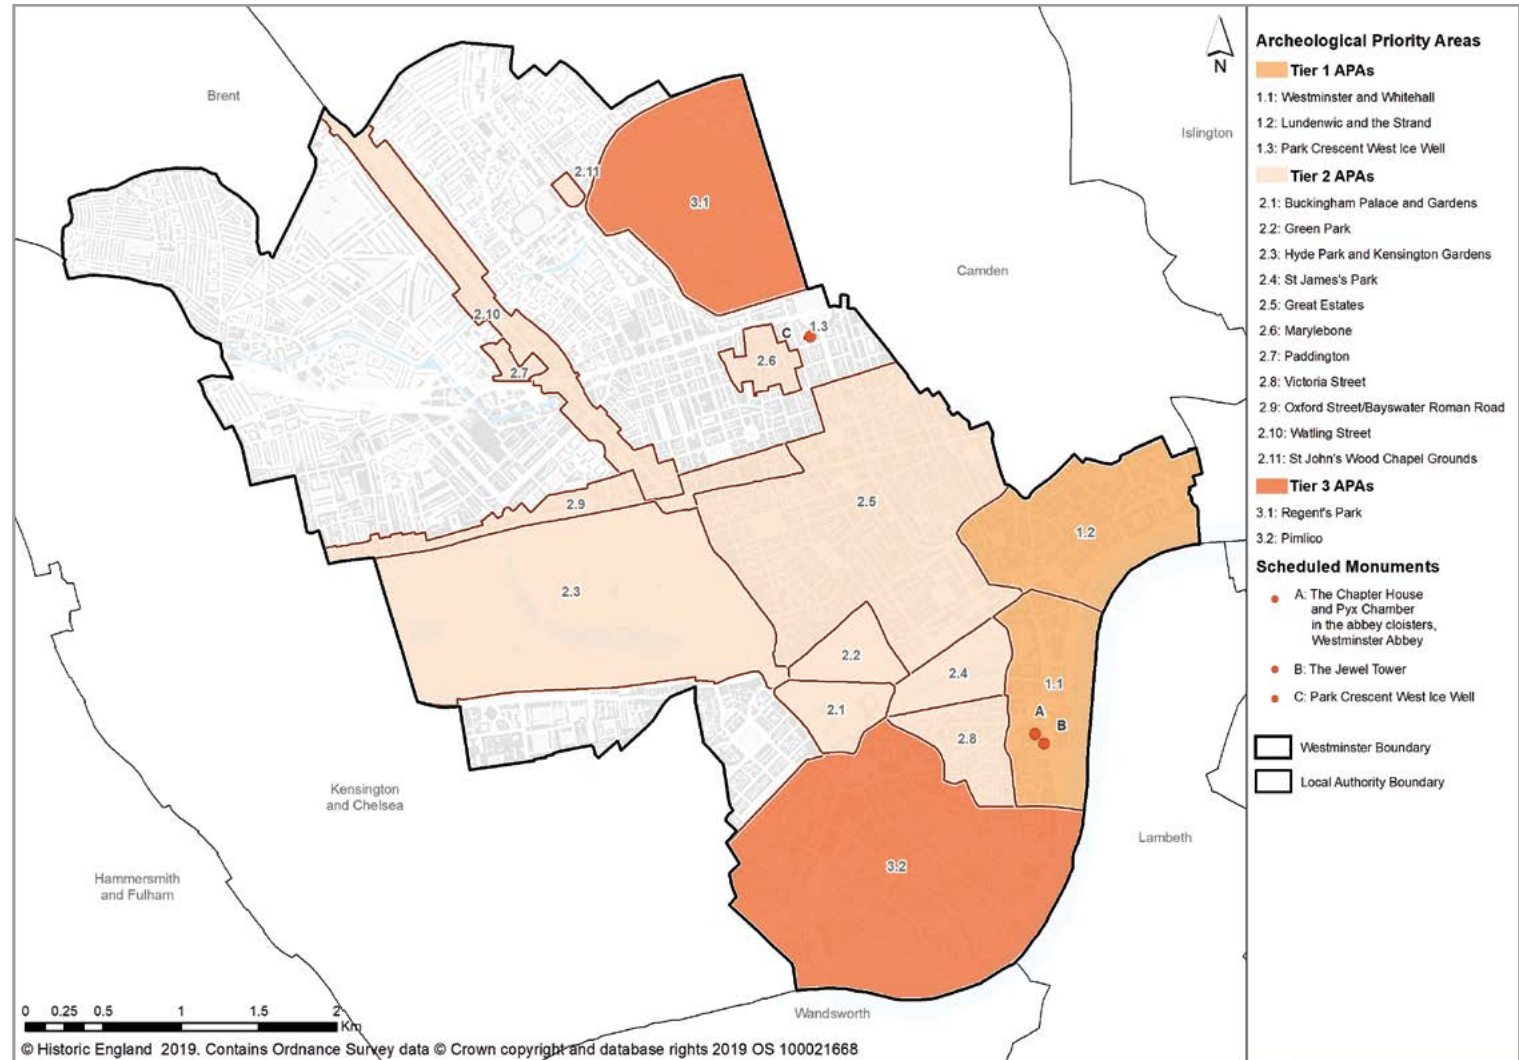 Brent
Islington
Camden
Kensington
and Chelsea
Hammersmith
and Fulham
Lambeth
Wandsworth
N
2.11
3.1
2.10
C
1.3
2.6
2.7
2.9
2.5
1.2
2.3
2.2
2.4
1.1
2.1
A
B
2.8
3.2
0 0.25 0.5 1 1.5 2
Km
© Historic England 2019. Contains Ordnance Survey data © Crown copyright and database rights 2019 OS 100021668
Archeological Priority Areas
Tier 1 APAs
1.1: Westminster and Whitehall
1.2: Lundenwic and the Strand
1.3: Park Crescent West Ice Well
Tier 2 APAs
2.1: Buckingham Palace and Gardens
2.2: Green Park
2.3: Hyde Park and Kensington Gardens
2.4: St James's Park
2.5: Great Estates
2.6: Marylebone
2.7: Paddington
2.8: Victoria Street
2.9: Oxford Street/Bayswater Roman Road
2.10: Watling Street
2.11: St John's Wood Chapel Grounds
Tier 3 APAs
3.1: Regent's Park
3.2: Pimlico
Scheduled Monuments
A: The Chapter House
and Pyx Chamber
in the abbey cloisters,
Westminster Abbey
B: The Jewel Tower
C: Park Crescent West Ice Well
Westminster Boundary
Local Authority Boundary